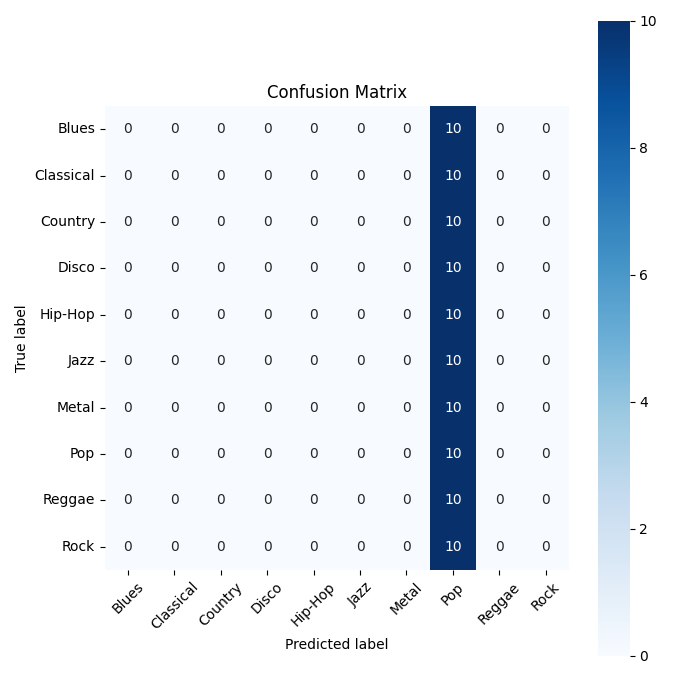 Confusion Matrix
Blues 0 0 0 0 0 0 0 10 0 0
Classical 0 0 0 0 0 0 0 10 0 0
Country 0 0 0 0 0 0 0 10 0 0
Disco 0 0 0 0 0 0 0 10 0 0
Hip-Hop 0 0 0 0 0 0 0 10 0 0
Jazz 0 0 0 0 0 0 0 10 0 0
Metal 0 0 0 0 0 0 0 10 0 0
Pop 0 0 0 0 0 0 0 10 0 0
Reggae 0 0 0 0 0 0 0 10 0 0
Rock 0 0 0 0 0 0 0 10 0 0
True label
Blues Classical Country Disco Hip-Hop Jazz Metal Pop Reggae Rock
Predicted label
10
8
6
4
2
0